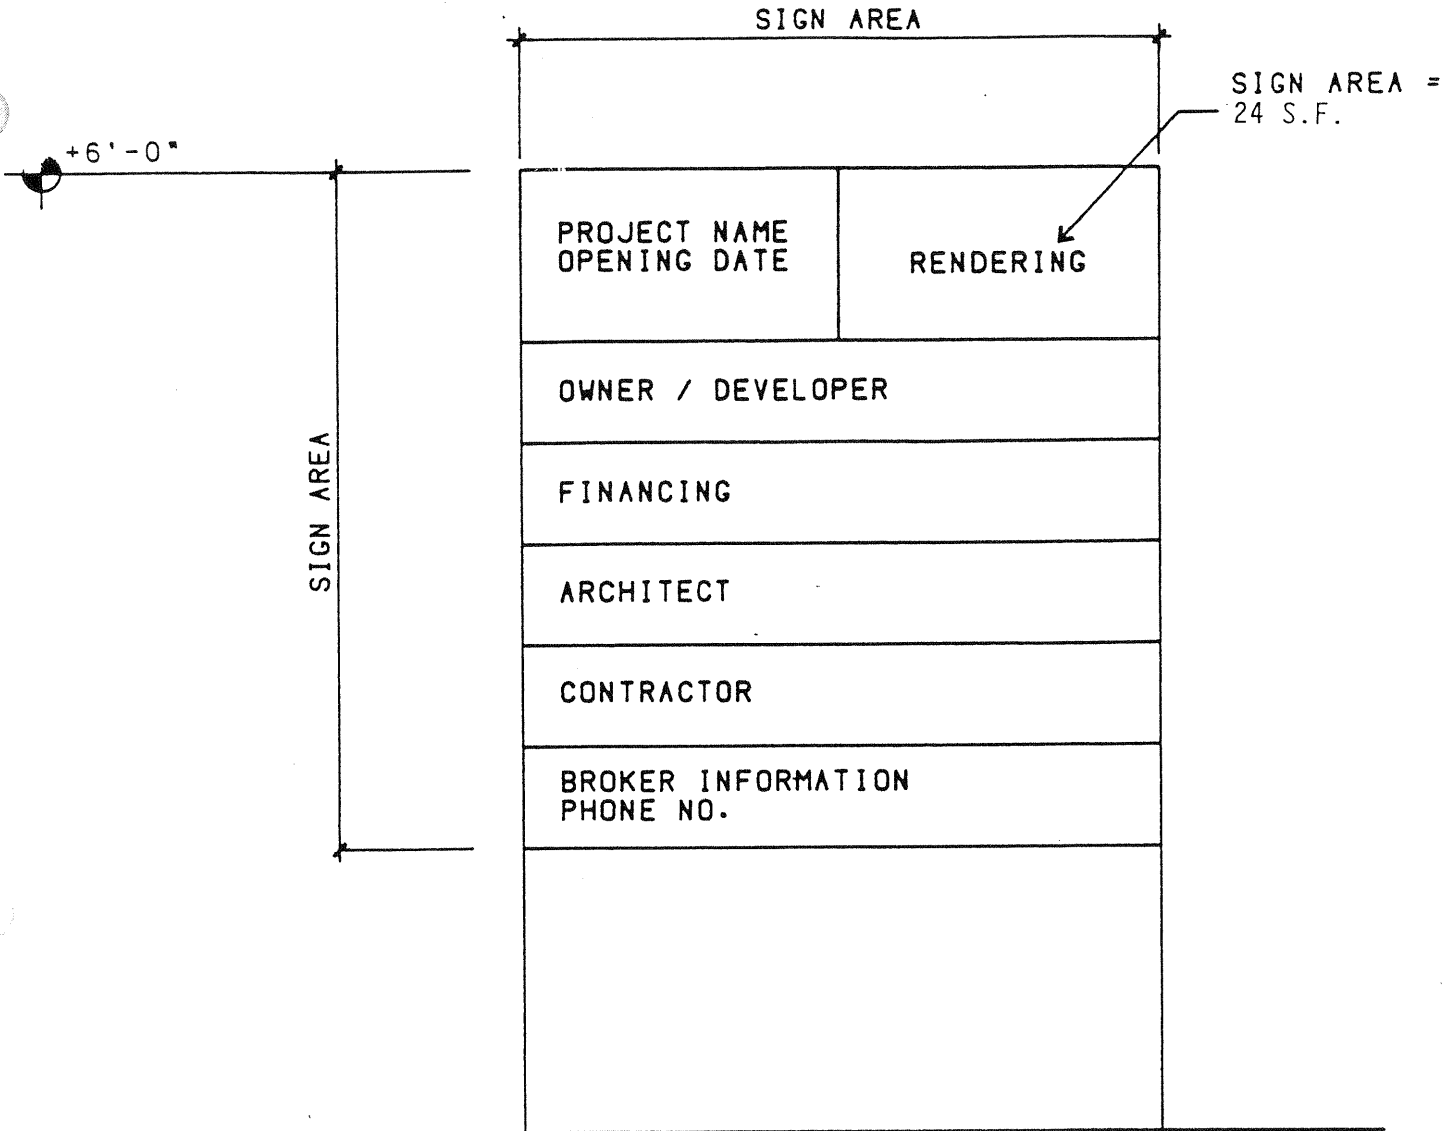 SIGN AREA
SIGN AREA =
24 S.F.
+6'-0"
PROJECT NAME
OPENING DATE
RENDERING
OWNER / DEVELOPER
FINANCING
SIGN AREA
ARCHITECT
CONTRACTOR
BROKER INFORMATION
PHONE NO.